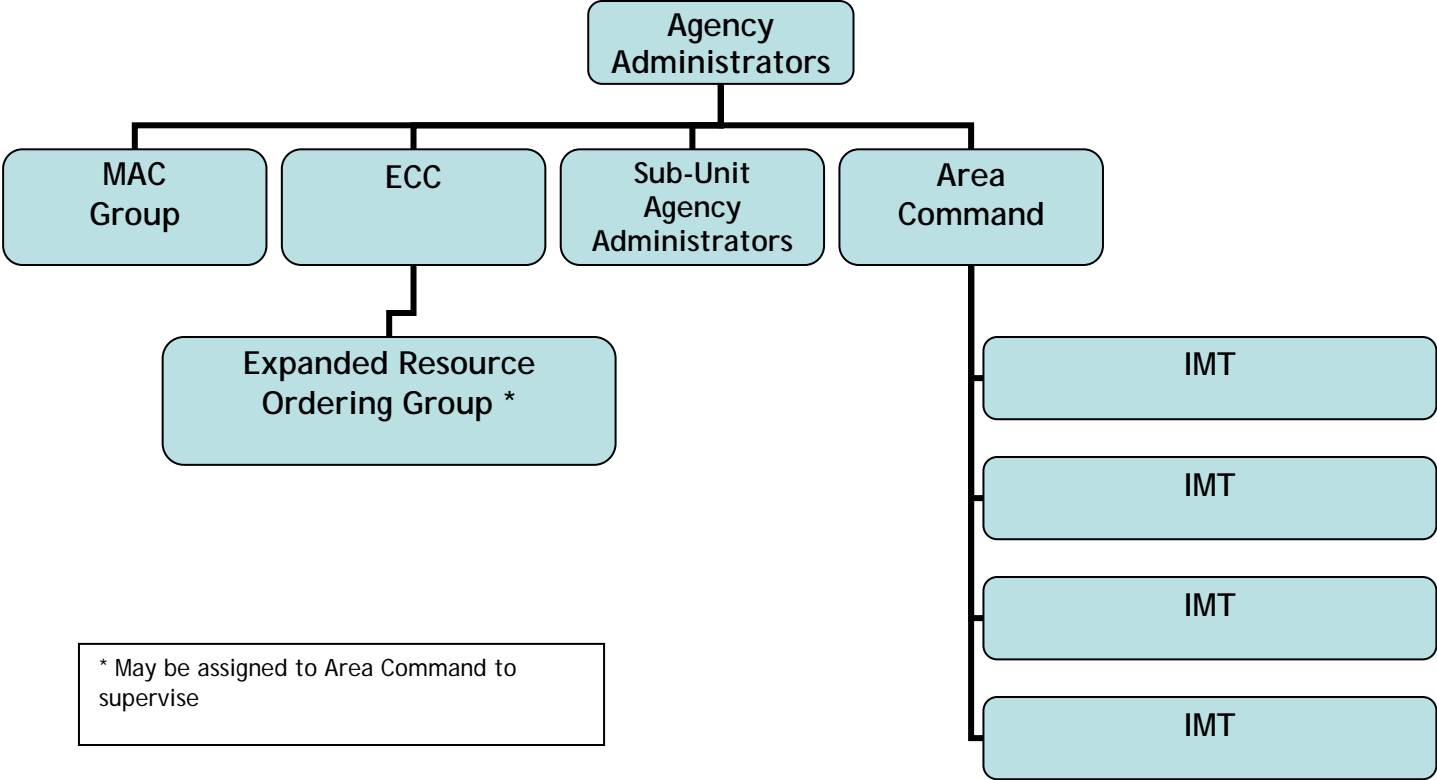 Agency
Administrators
MAC
Group
ECC
Sub-Unit
Agency
Administrators
Area
Command
Expanded Resource
Ordering Group *
IMT
IMT
IMT
IMT
* May be assigned to Area Command to
supervise